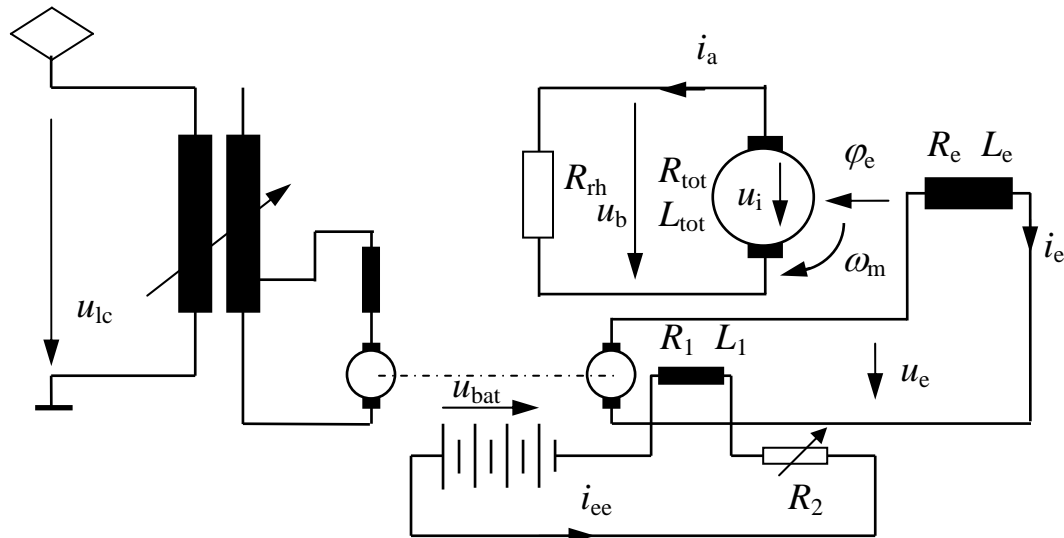 i_a
R_rh
u_b
R_tot
L_tot
u_i
φ_e
ω_m
R_e L_e
i_e
u_lc
R_1 L_1
u_e
u_bat
i_ee
R_2